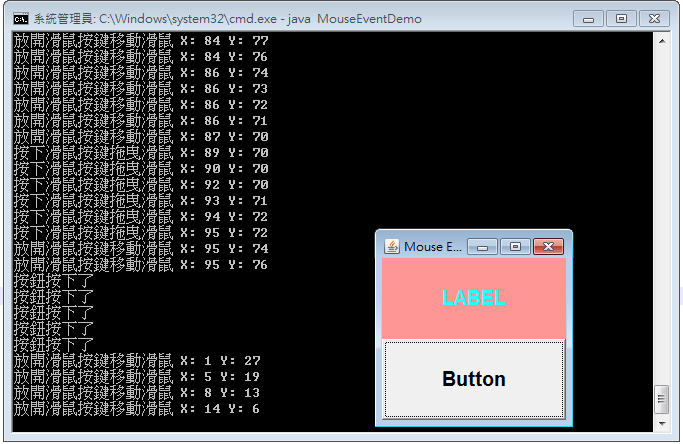 系統管理員: C:\Windows\system32\cmd.exe - java  MouseEventDemo
放開滑鼠按鍵移動滑鼠 X: 84 Y: 77
放開滑鼠按鍵移動滑鼠 X: 84 Y: 76
放開滑鼠按鍵移動滑鼠 X: 86 Y: 74
放開滑鼠按鍵移動滑鼠 X: 86 Y: 73
放開滑鼠按鍵移動滑鼠 X: 86 Y: 72
放開滑鼠按鍵移動滑鼠 X: 86 Y: 71
放開滑鼠按鍵移動滑鼠 X: 87 Y: 70
按下滑鼠按鍵拖曳滑鼠 X: 89 Y: 70
按下滑鼠按鍵拖曳滑鼠 X: 90 Y: 70
按下滑鼠按鍵拖曳滑鼠 X: 92 Y: 70
按下滑鼠按鍵拖曳滑鼠 X: 93 Y: 71
按下滑鼠按鍵拖曳滑鼠 X: 94 Y: 72
按下滑鼠按鍵拖曳滑鼠 X: 95 Y: 72
放開滑鼠按鍵移動滑鼠 X: 95 Y: 74
放開滑鼠按鍵移動滑鼠 X: 95 Y: 76
按鈕按下了
按鈕按下了
按鈕按下了
按鈕按下了
按鈕按下了
放開滑鼠按鍵移動滑鼠 X: 1 Y: 27
放開滑鼠按鍵移動滑鼠 X: 5 Y: 19
放開滑鼠按鍵移動滑鼠 X: 8 Y: 13
放開滑鼠按鍵移動滑鼠 X: 14 Y: 6
Mouse E...
LABEL
Button